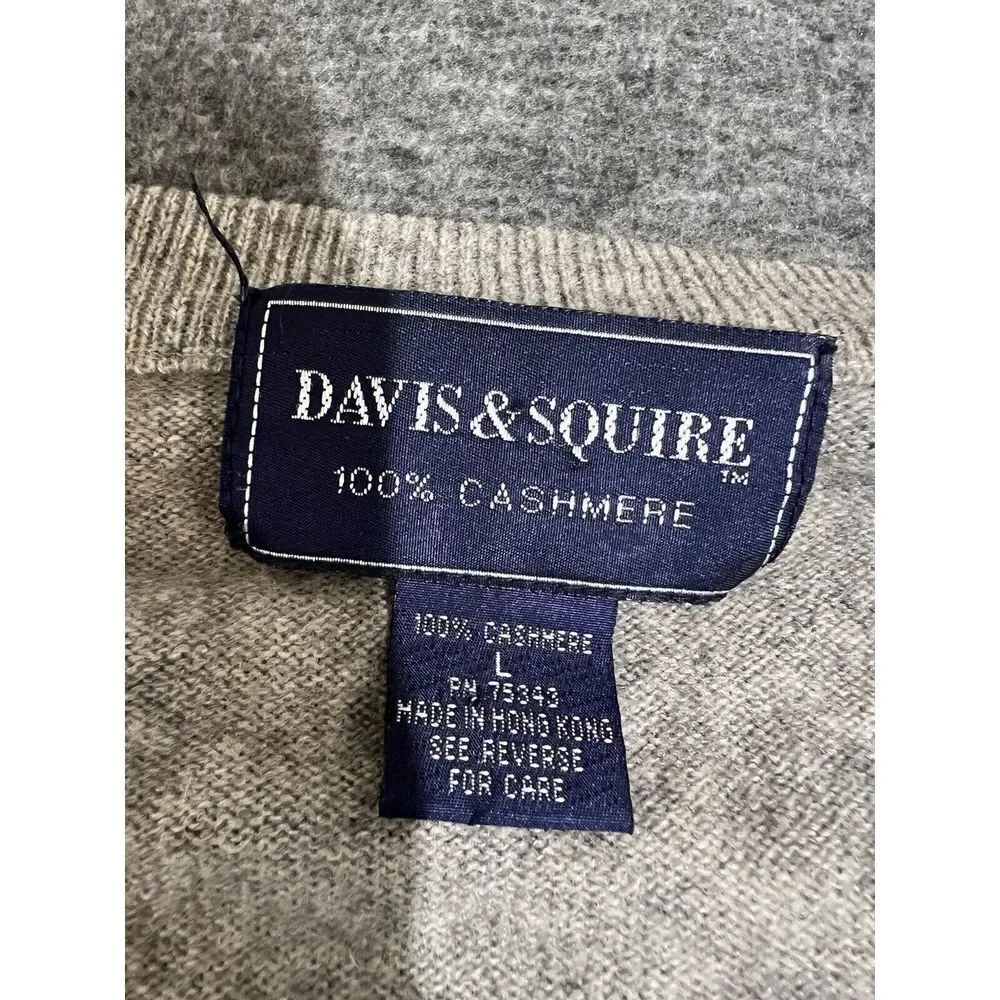 DAVIS & SQUIRE ™
100% CASHMERE
100% CASHMERE
L
RN 75343
MADE IN HONG KONG
SEE REVERSE
FOR CARE